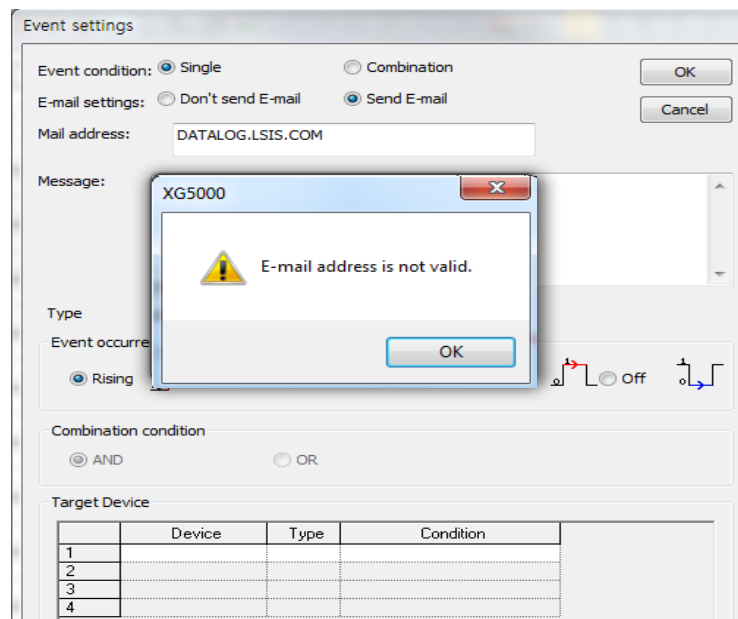 Event settings
Event condition: Single Combination OK
E-mail settings: Don't send E-mail Send E-mail Cancel
Mail address: DATALOG.LSIS.COM
Message:
XG5000
E-mail address is not valid.
OK
Type
Event occurre
Rising Off
Combination condition
AND OR
Target Device
Device Type Condition
1
2
3
4